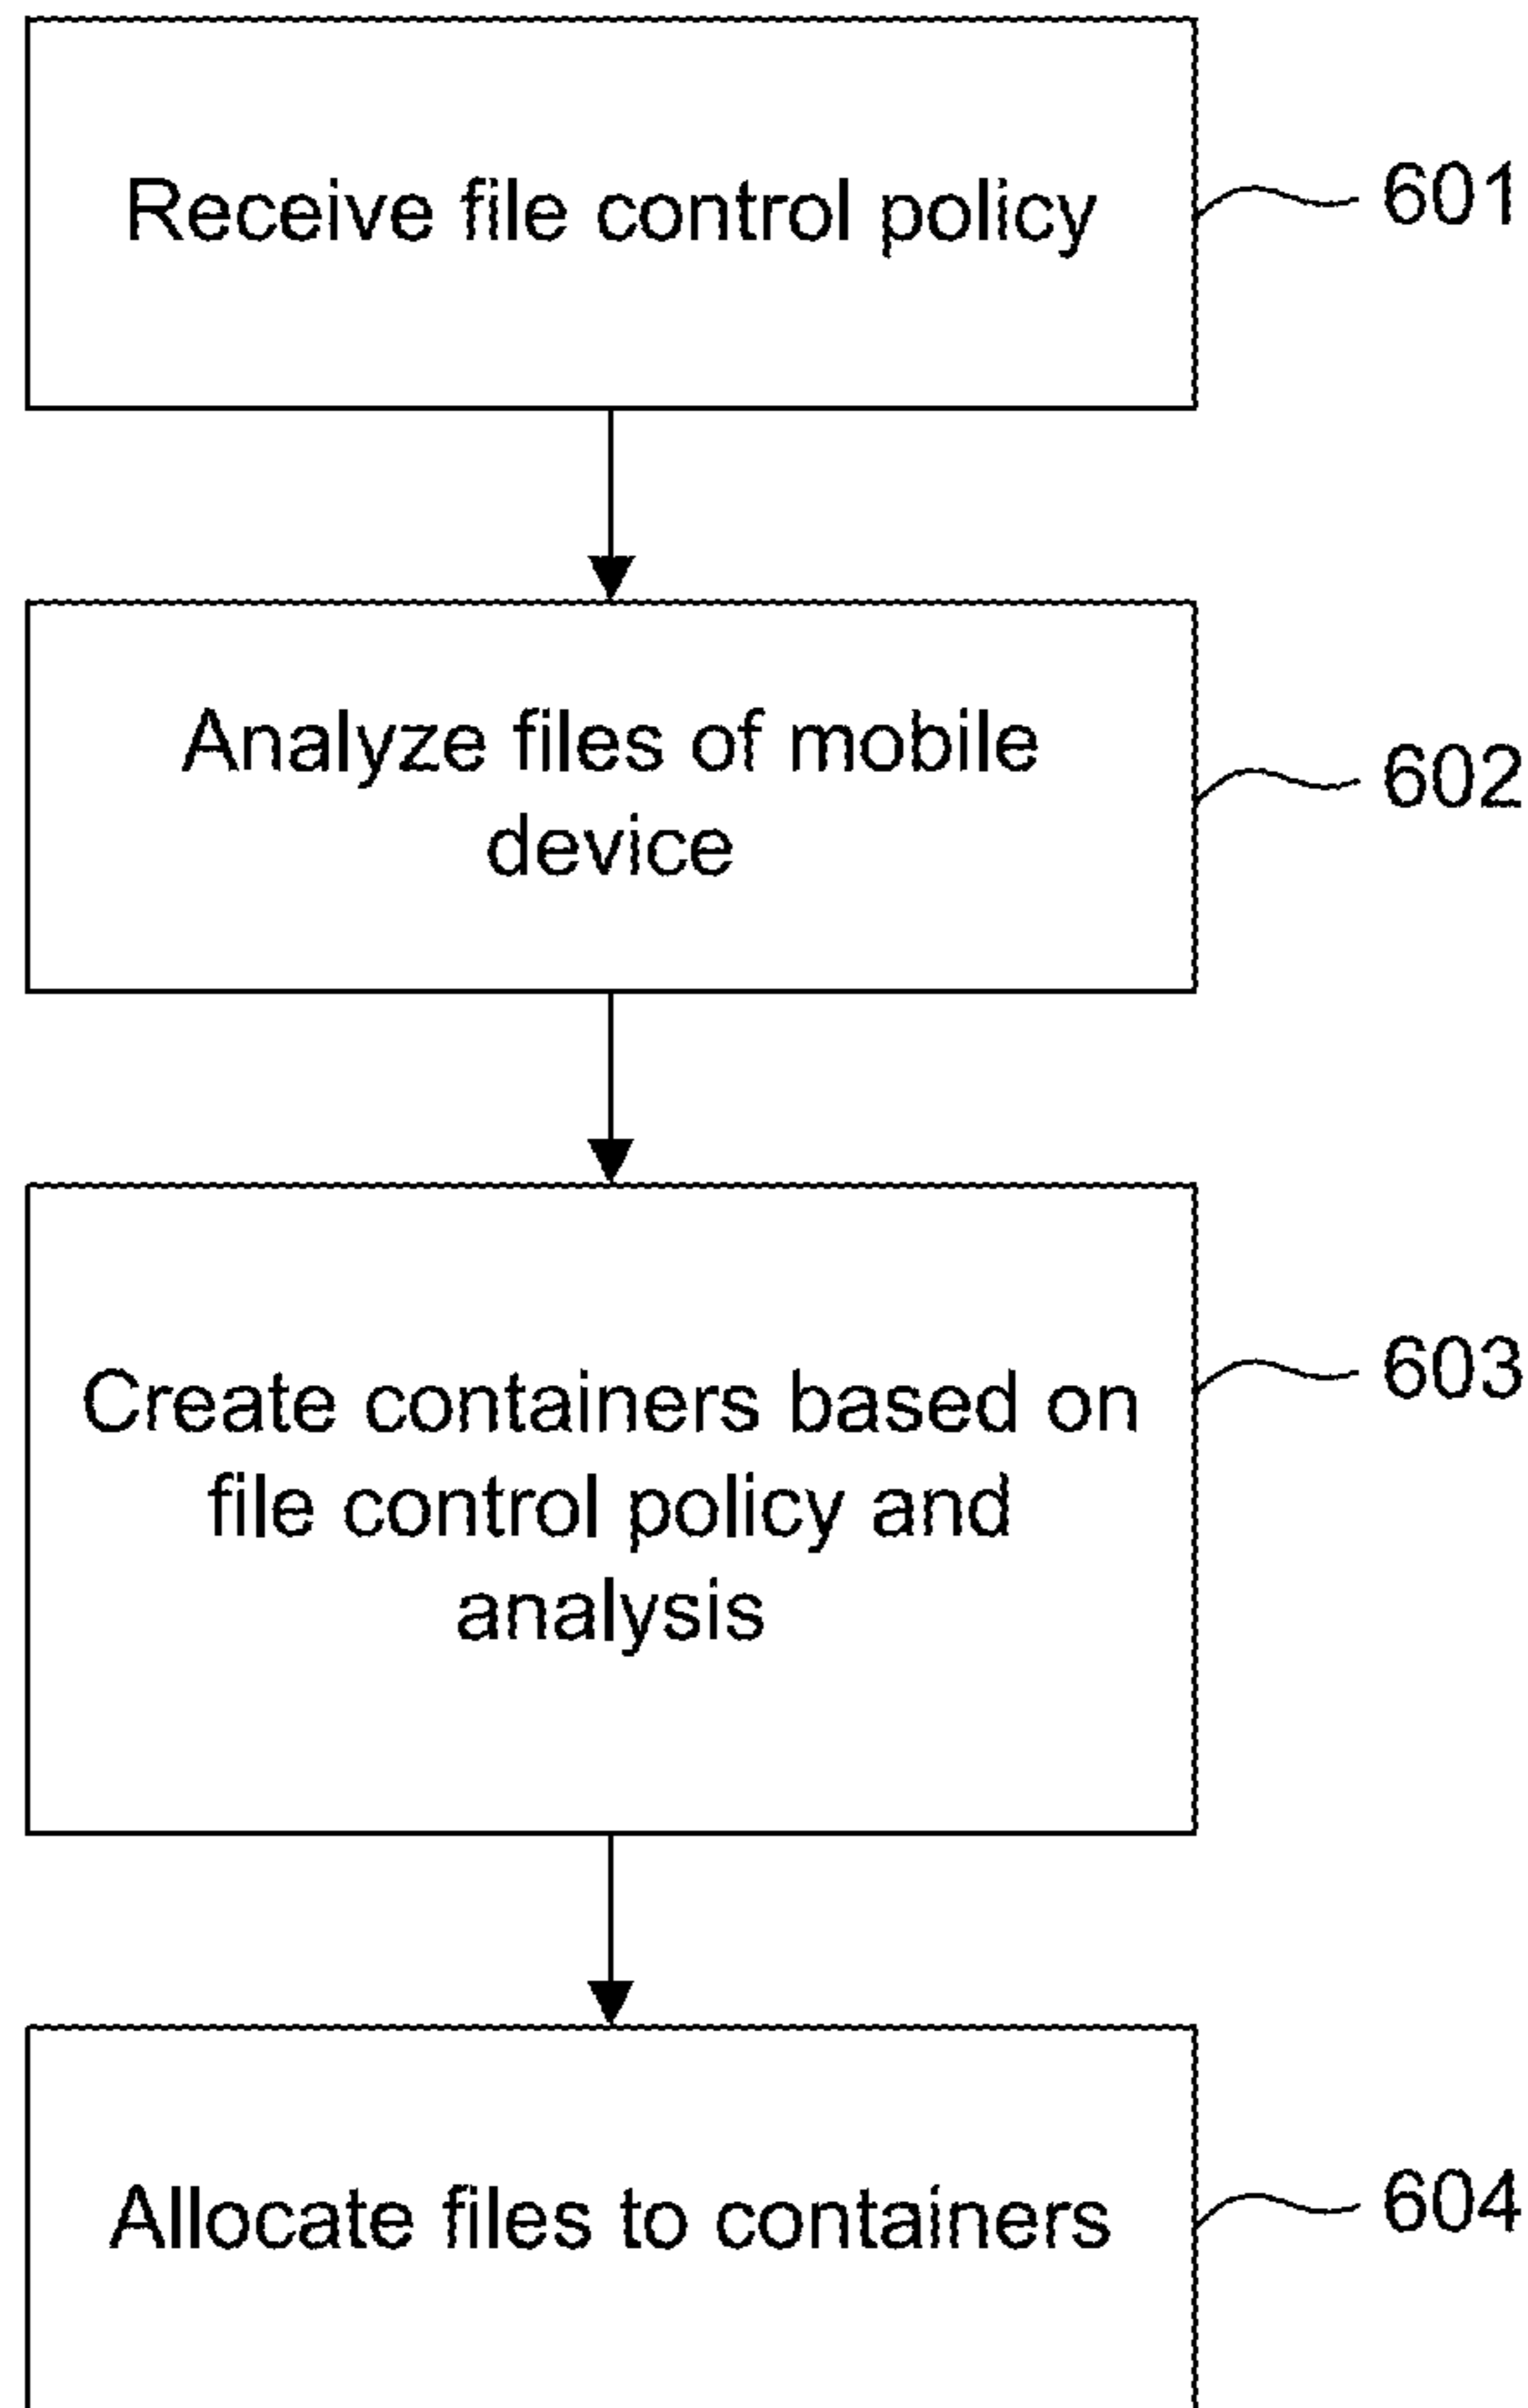 Receive file control policy
601
Analyze files of mobile
device
602
Create containers based on
file control policy and
analysis
603
Allocate files to containers
604